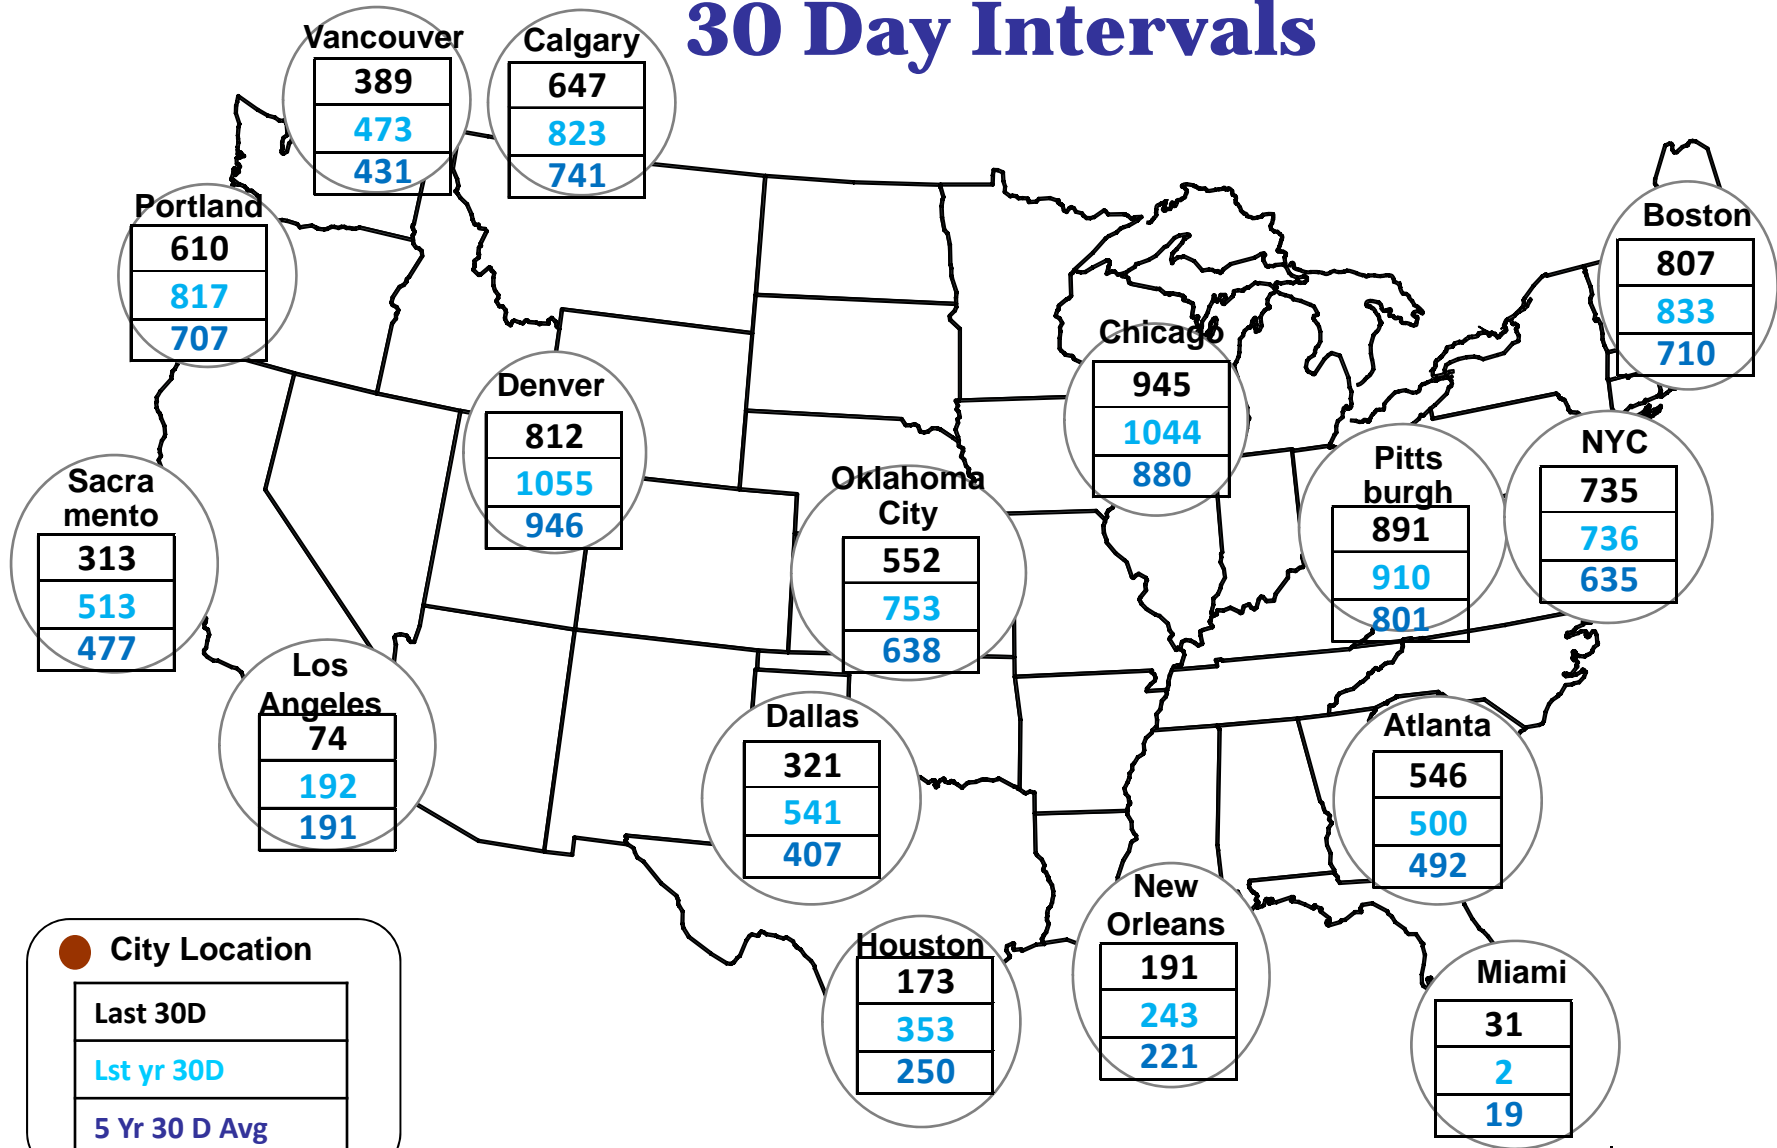 30 Day Intervals
Vancouver
389
473
431
Calgary
647
823
741
Portland
610
817
707
Boston
807
833
710
Chicago
945
1044
880
Denver
812
1055
946
NYC
735
736
635
Pitts
burgh
891
910
801
Oklahoma
City
552
753
638
Sacra
mento
313
513
477
Los
Angeles
74
192
191
Dallas
321
541
407
Atlanta
546
500
492
New
Orleans
191
243
221
Houston
173
353
250
Miami
31
2
19
City Location
Last 30D
Lst yr 30D
5 Yr 30 D Avg